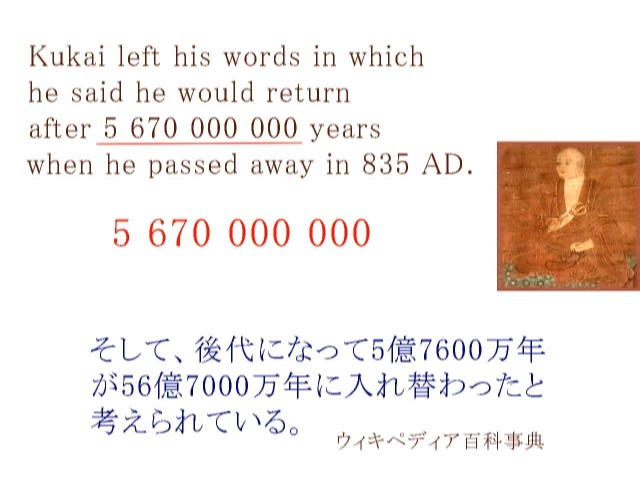 Kukai left his words in which
he said he would return
after 5 670 000 000 years
when he passed away in 835 AD.
5 670 000 000
そして、後代になって5億7600万年
が56億7000万年に入れ替わったと
考えられている。
ウィキペディア百科事典